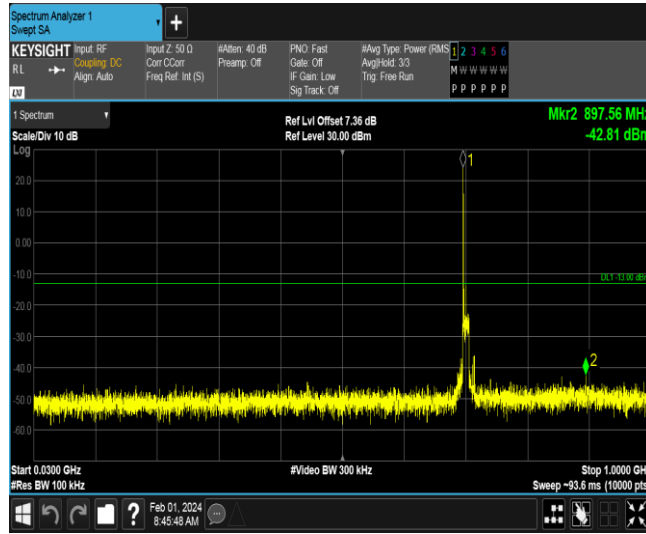 Spectrum Analyzer 1
Swept SA
+
KEYSIGHT
RL
LXI
Input: RF
Coupling: DC
Align: Auto
Input Z: 50 Ω
Corr CCorr
Freq Ref: Int (S)
#Atten: 40 dB
Preamp: Off
PNO: Fast
Gate: Off
IF Gain: Low
Sig Track: Off
#Avg Type: Power (RMS
Avg|Hold: 3/3
Trig: Free Run
1 2 3 4 5 6
M W W W W W
P P P P P P
1 Spectrum
Scale/Div 10 dB
Log
Ref Lvl Offset 7.36 dB
Ref Level 30.00 dBm
Mkr2 897.56 MHz
-42.81 dBm
1
20.0
10.0
0.00
-10.0
DL1 -13.00 dBm
-20.0
-30.0
-40.0
2
-50.0
-60.0
Start 0.0300 GHz
#Res BW 100 kHz
#Video BW 300 kHz
Stop 1.0000 GHz
Sweep ~93.6 ms (10000 pts
?
Feb 01, 2024
8:45:48 AM